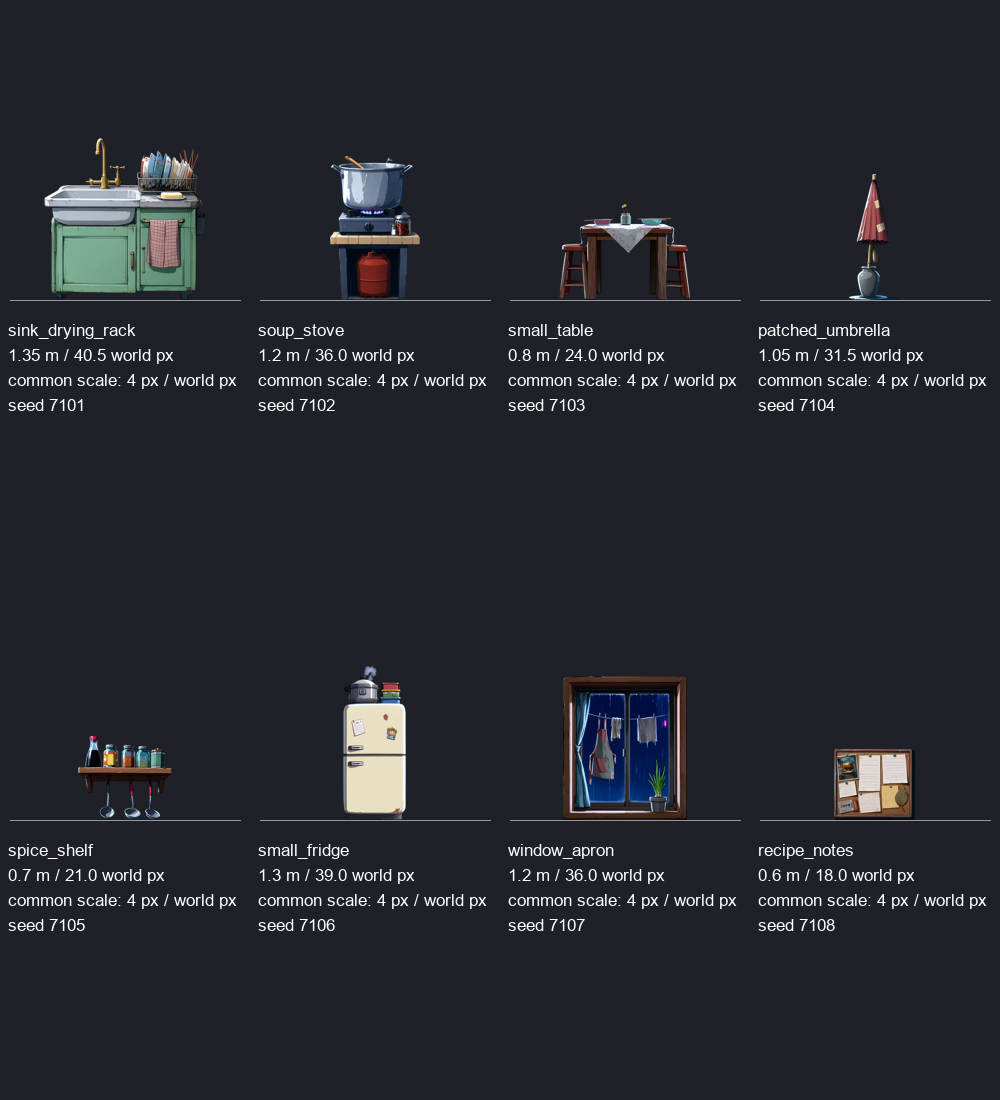 sink_drying_rack
1.35 m / 40.5 world px
common scale: 4 px / world px
seed 7101
soup_stove
1.2 m / 36.0 world px
common scale: 4 px / world px
seed 7102
small_table
0.8 m / 24.0 world px
common scale: 4 px / world px
seed 7103
patched_umbrella
1.05 m / 31.5 world px
common scale: 4 px / world px
seed 7104
spice_shelf
0.7 m / 21.0 world px
common scale: 4 px / world px
seed 7105
small_fridge
1.3 m / 39.0 world px
common scale: 4 px / world px
seed 7106
window_apron
1.2 m / 36.0 world px
common scale: 4 px / world px
seed 7107
recipe_notes
0.6 m / 18.0 world px
common scale: 4 px / world px
seed 7108